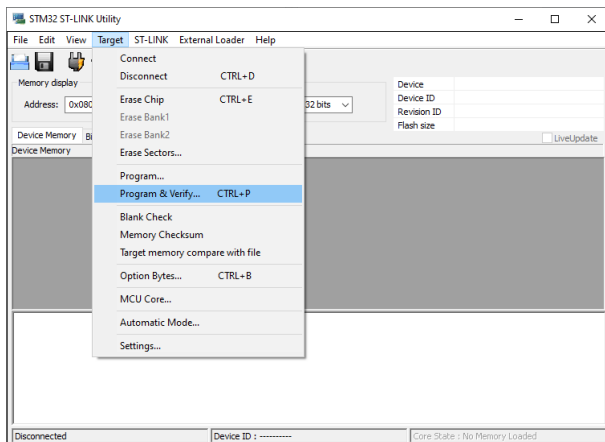 STM32 ST-LINK Utility
File Edit View Target ST-LINK External Loader Help
Memory display
Address: 0x080
32 bits
Device
Device ID
Revision ID
Flash size
LiveUpdate
Device Memory Bi
Device Memory
Connect
Disconnect CTRL+D
Erase Chip CTRL+E
Erase Bank1
Erase Bank2
Erase Sectors...
Program...
Program & Verify... CTRL+P
Blank Check
Memory Checksum
Target memory compare with file
Option Bytes... CTRL+B
MCU Core...
Automatic Mode...
Settings...
Disconnected Device ID : ---------- Core State : No Memory Loaded